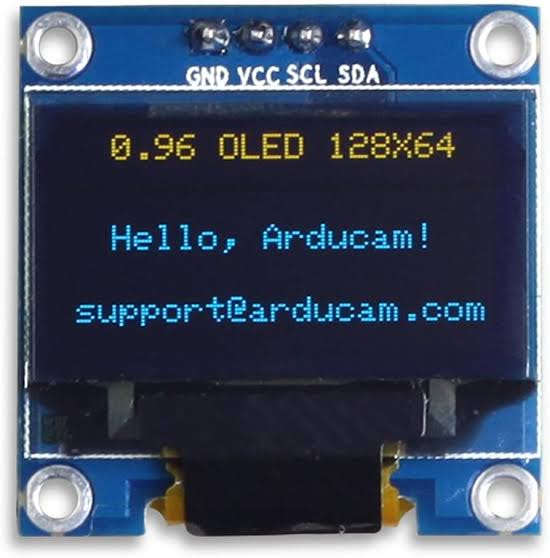 GND VCC SCL SDA
0.96 OLED 128X64
Hello, Arducam!
support@arducam.com